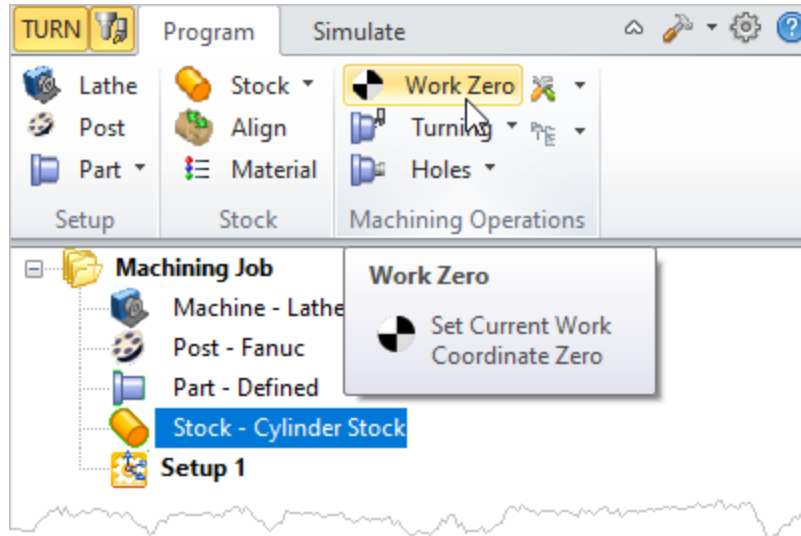 TURN Program Simulate
Lathe Stock Work Zero
Post Align Turning
Part Material Holes
Setup Stock Machining Operations
Machining Job
Machine - Lathe
Post - Fanuc
Part - Defined
Stock - Cylinder Stock
Setup 1
Work Zero
Set Current Work
Coordinate Zero